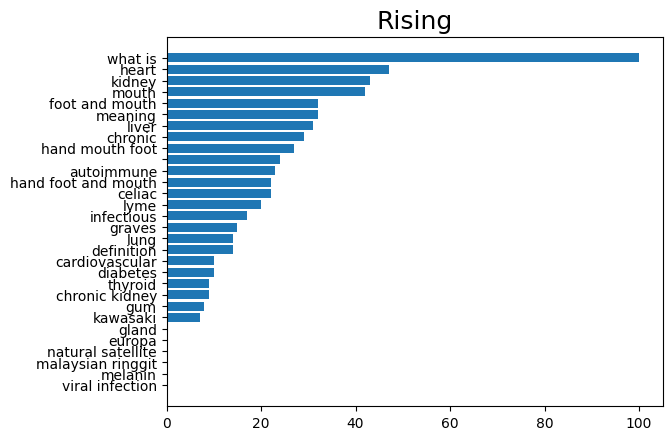 Rising
what is
heart
kidney
mouth
foot and mouth
meaning
liver
chronic
hand mouth foot
autoimmune
hand foot and mouth
celiac
lyme
infectious
graves
lung
definition
cardiovascular
diabetes
thyroid
chronic kidney
gum
kawasaki
gland
europa
natural satellite
malaysian ringgit
melanin
viral infection
0 20 40 60 80 100